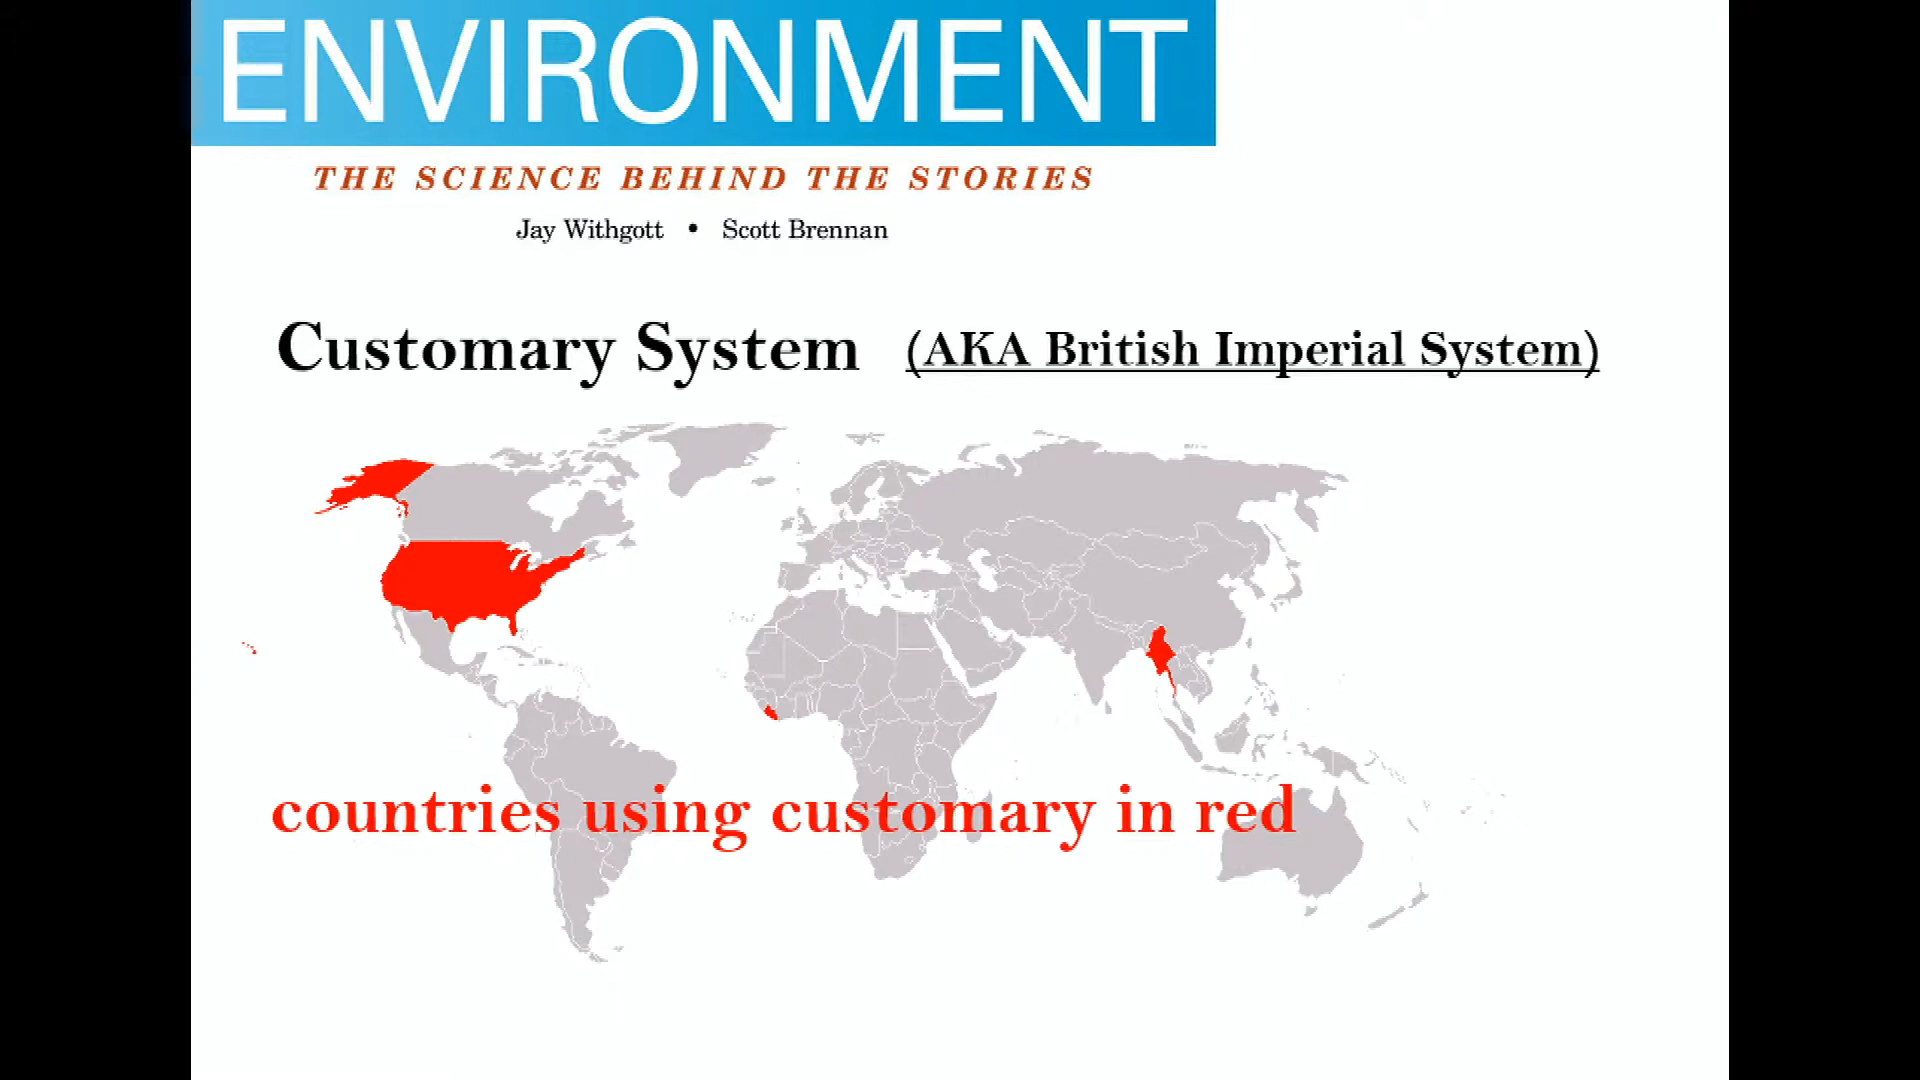 ENVIRONMENT
THE SCIENCE BEHIND THE STORIES
Jay Withgott • Scott Brennan
Customary System (AKA British Imperial System)
countries using customary in red